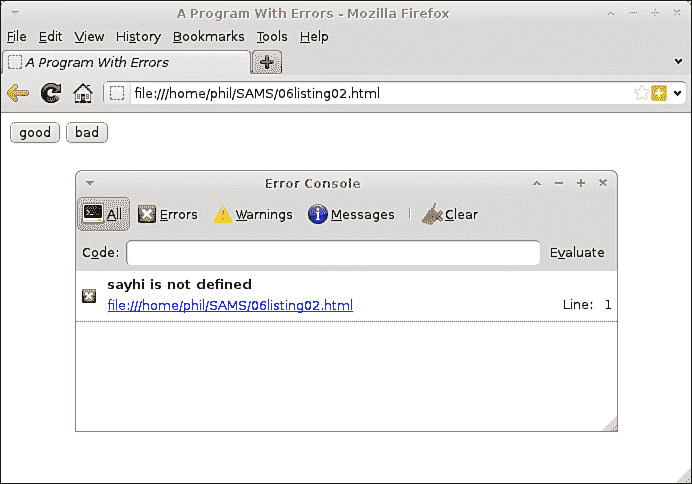 A Program With Errors - Mozilla Firefox
File Edit View History Bookmarks Tools Help
A Program With Errors
file:///home/phil/SAMS/06listing02.html
good bad
Error Console
All Errors Warnings Messages Clear
Code: Evaluate
sayhi is not defined
file:///home/phil/SAMS/06listing02.html Line: 1